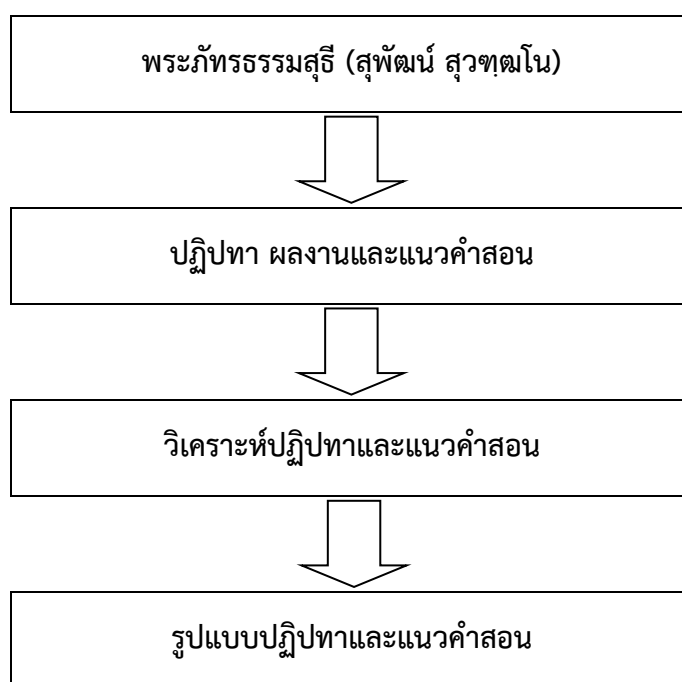 พระภัทรธรรมสุธี (สุพัฒน์ สุวฑฺฒโน)
ปฏิปทา ผลงานและแนวคำสอน
วิเคราะห์ปฏิปทาและแนวคำสอน
รูปแบบปฏิปทาและแนวคำสอน